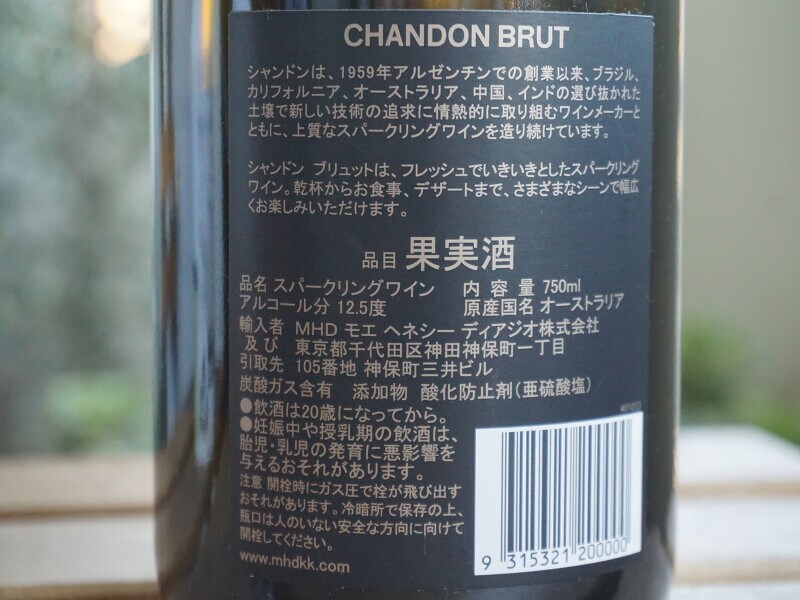 CHANDON BRUT
シャンドンは、1959年アルゼンチンでの創業以来、ブラジル、
カリフォルニア、オーストラリア、中国、インドの選び抜かれた
土壌で新しい技術の追求に情熱的に取り組むワインメーカーと
ともに、上質なスパークリングワインを造り続けています。
シャンドン ブリュットは、フレッシュでいきいきとしたスパークリング
ワイン。乾杯からお食事、デザートまで、さまざまなシーンで幅広
くお楽しみいただけます。
品目 果実酒
品名 スパークリングワイン 内容量 750ml
アルコール分 12.5度 原産国名 オーストラリア
輸入者 MHD モエ ヘネシー ディアジオ株式会社
及び 東京都千代田区神田神保町一丁目
引取先 105番地 神保町三井ビル
炭酸ガス含有 添加物 酸化防止剤(亜硫酸塩)
●飲酒は20歳になってから。
●妊娠中や授乳期の飲酒は、
胎児・乳児の発育に悪影響を
与えるおそれがあります。
注意 開栓時にガス圧で栓が飛び出す
おそれがあります。冷暗所で保存の上、
瓶口は人のいない安全な方向に向けて
開栓してください。
www.mhdkk.com
9 315321 200000